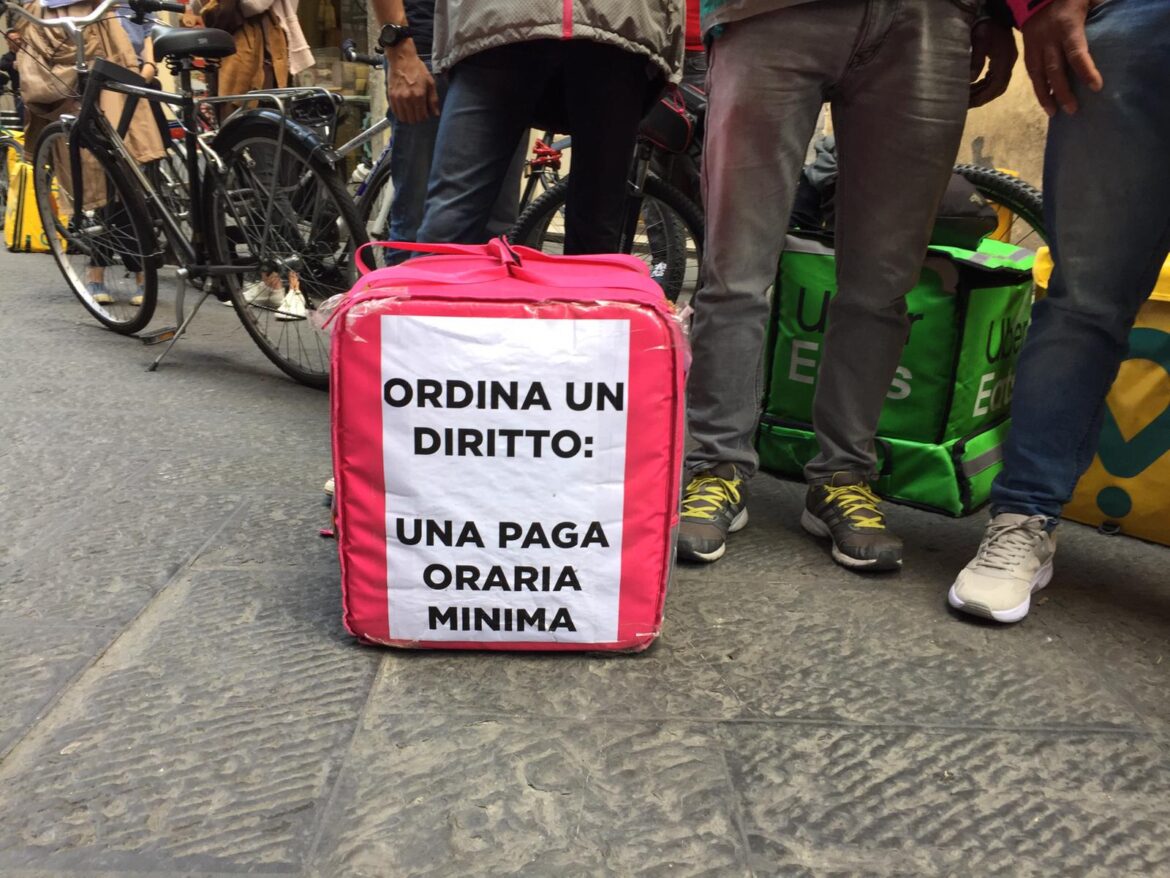 ORDINA UN
DIRITTO:
UNA PAGA
ORARIA
MINIMA
Uber
Eats
Uber
Eats